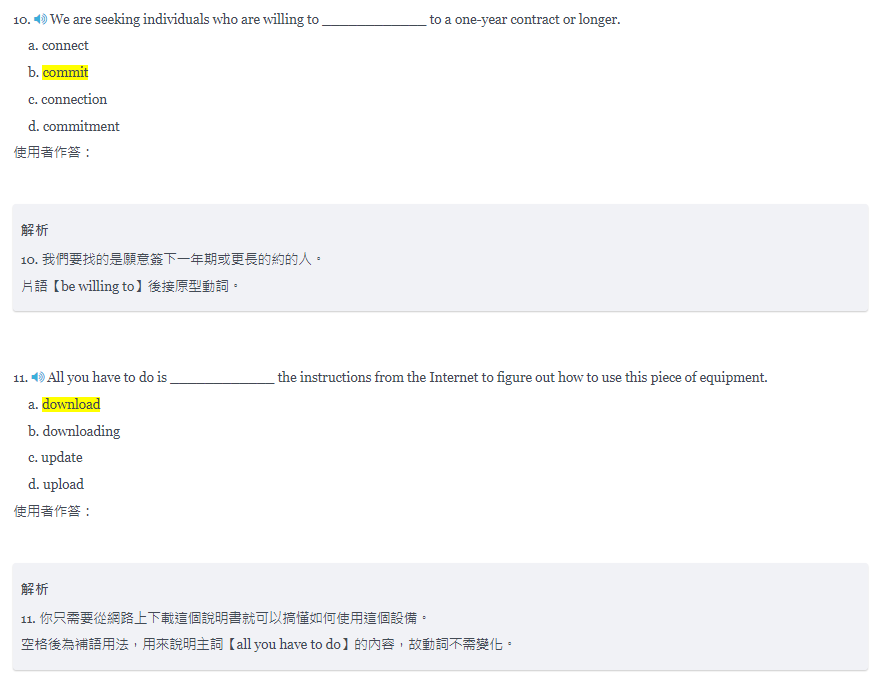 10. We are seeking individuals who are willing to _______________ to a one-year contract or longer.
a. connect
b. commit
c. connection
d. commitment
使用者作答：
解析
10. 我們要找的是願意簽下一年期或更長的約的人。
片語【be willing to】後接原型動詞。
11. All you have to do is _______________ the instructions from the Internet to figure out how to use this piece of equipment.
a. download
b. downloading
c. update
d. upload
使用者作答：
解析
11. 你只需要從網路上下載這個說明書就可以搞懂如何使用這個設備。
空格後為補語用法，用來說明主詞【all you have to do】的內容，故動詞不需變化。